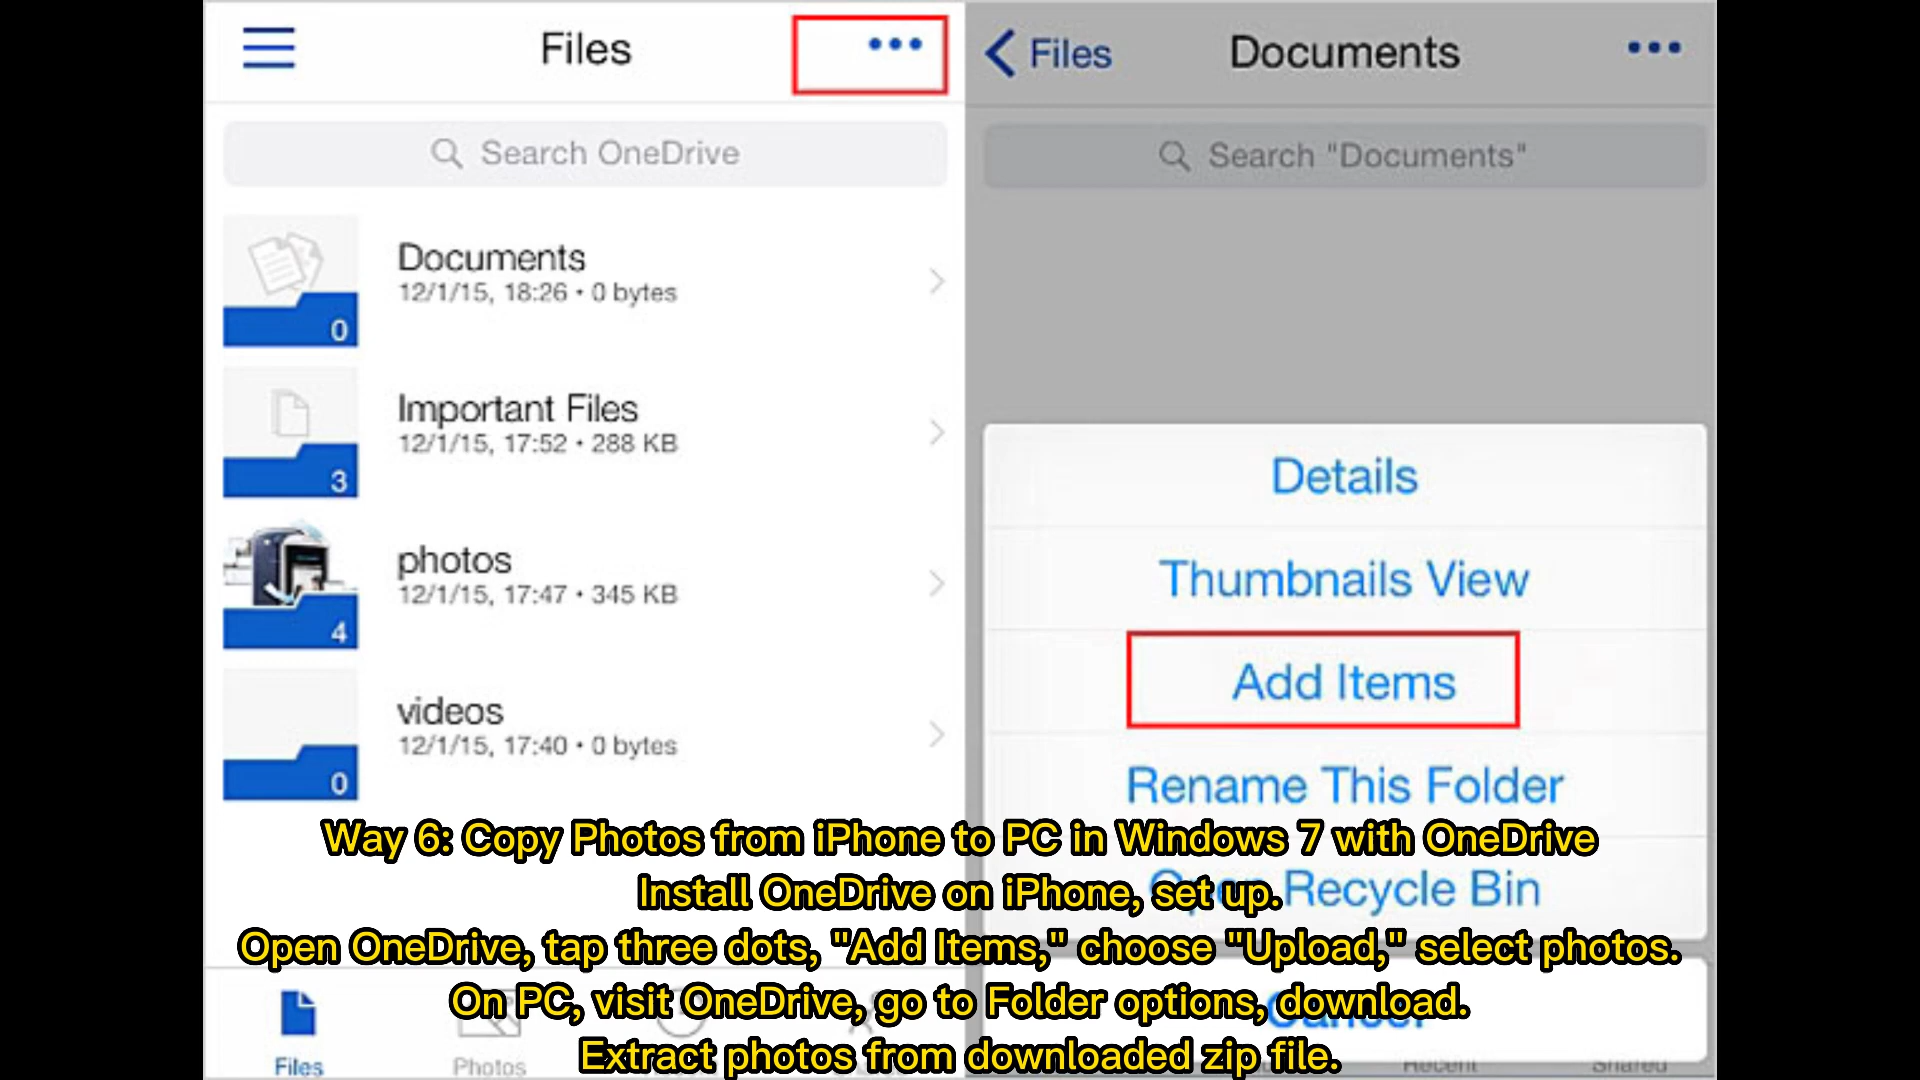 Files
Search OneDrive
Documents
12/1/15, 18:26 • 0 bytes
0
Important Files
12/1/15, 17:52 • 288 KB
3
photos
12/1/15, 17:47 • 345 KB
4
videos
12/1/15, 17:40 • 0 bytes
0
Files
Photos
Files
Documents
Search "Documents"
Details
Thumbnails View
Add Items
Rename This Folder
Open Recycle Bin
Cancel
Recent
Shared
Way 6: Copy Photos from iPhone to PC in Windows 7 with OneDrive
Install OneDrive on iPhone, set up.
Open OneDrive, tap three dots, "Add Items," choose "Upload," select photos.
On PC, visit OneDrive, go to Folder options, download.
Extract photos from downloaded zip file.